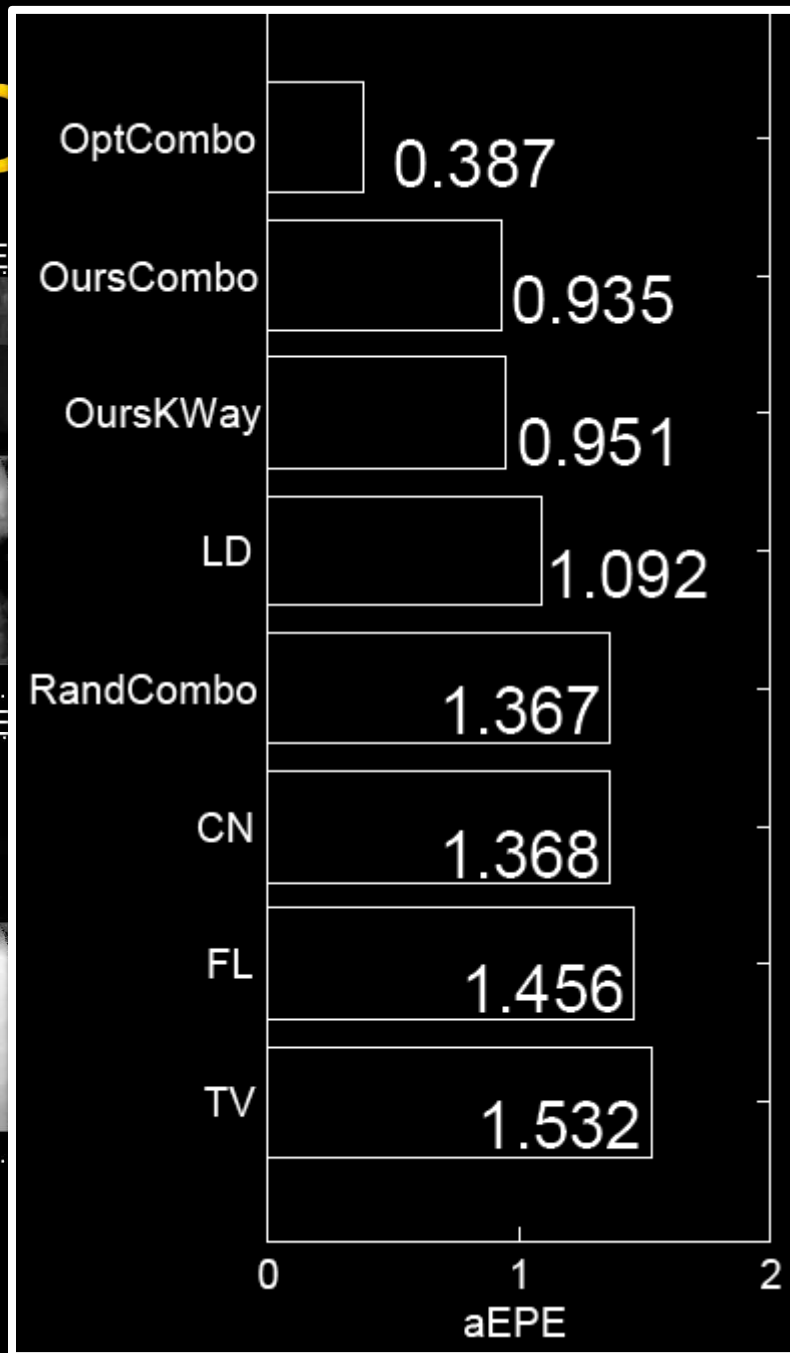 OptCombo 0.387
OursCombo 0.935
OursKWay 0.951
LD 1.092
RandCombo 1.367
CN 1.368
FL 1.456
TV 1.532
0 1 2
aEPE